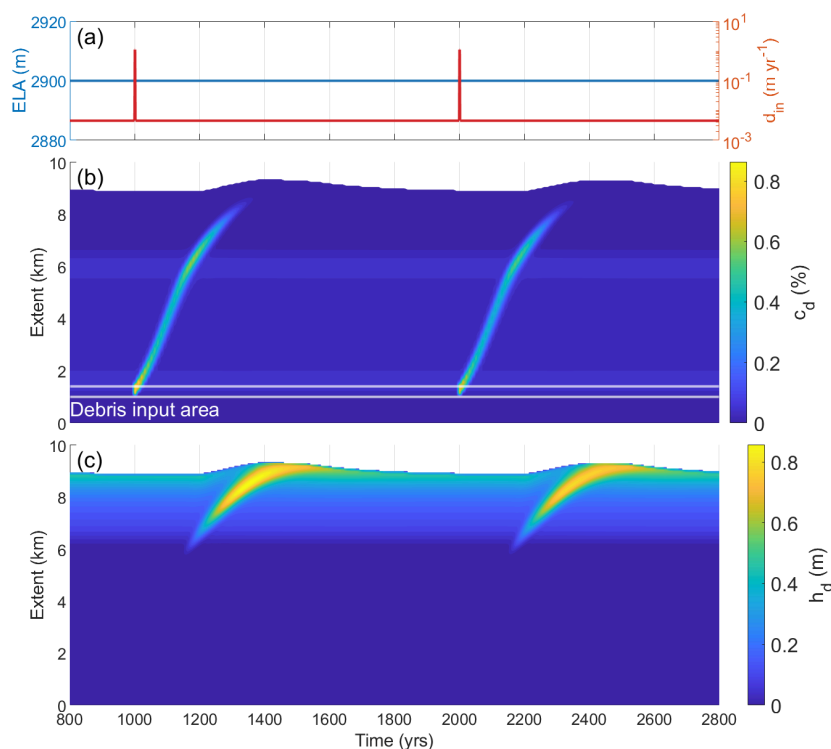 (a)
ELA (m)
2920
2900
2880
10^1
10^-1
10^-3
d_in (m yr^-1)
(b)
Extent (km)
10
8
6
4
2
0
Debris input area
0.8
0.6
0.4
0.2
0
c_d (%)
(c)
Extent (km)
10
8
6
4
2
0
0.8
0.6
0.4
0.2
0
h_d (m)
800 1000 1200 1400 1600 1800 2000 2200 2400 2600 2800
Time (yrs)